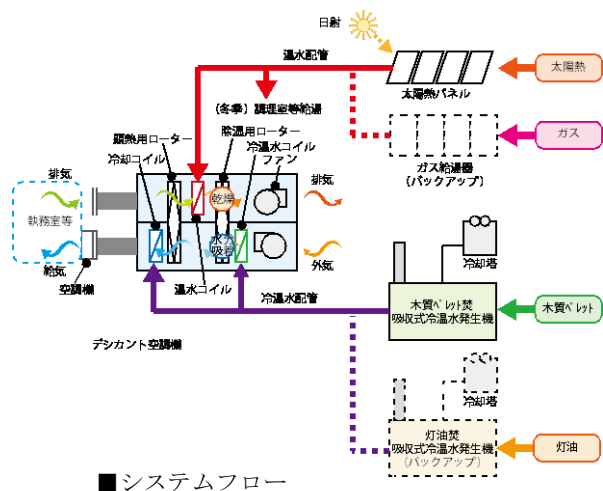 日射
温水配管
太陽熱
太陽熱パネル
(冬季) 調理室等給湯
ガス
ガス給湯器
(バックアップ)
顕熱用ローター
除湿用ローター
冷却コイル
冷温水コイル
ファン
排気
乾燥
排気
執務室等
水分
吸着
給気
外気
空調機
温水コイル
冷温水配管
デシカント空調機
冷却塔
木質ペレット焚
吸収式冷温水発生機
木質ペレット
冷却塔
灯油焚
吸収式冷温水発生機
(バックアップ)
灯油
■システムフロー